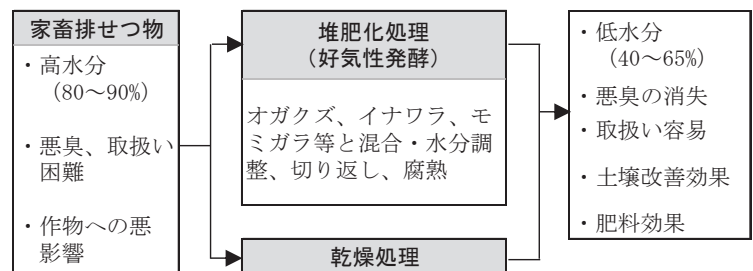 家畜排せつ物
・高水分
（80～90%）
・悪臭、取扱い
困難
・作物への悪
影響
堆肥化処理
（好気性発酵）
オガクズ、イナワラ、モ
ミガラ等と混合・水分調
整、切り返し、腐熟
乾燥処理
・低水分
（40～65%）
・悪臭の消失
・取扱い容易
・土壌改善効果
・肥料効果